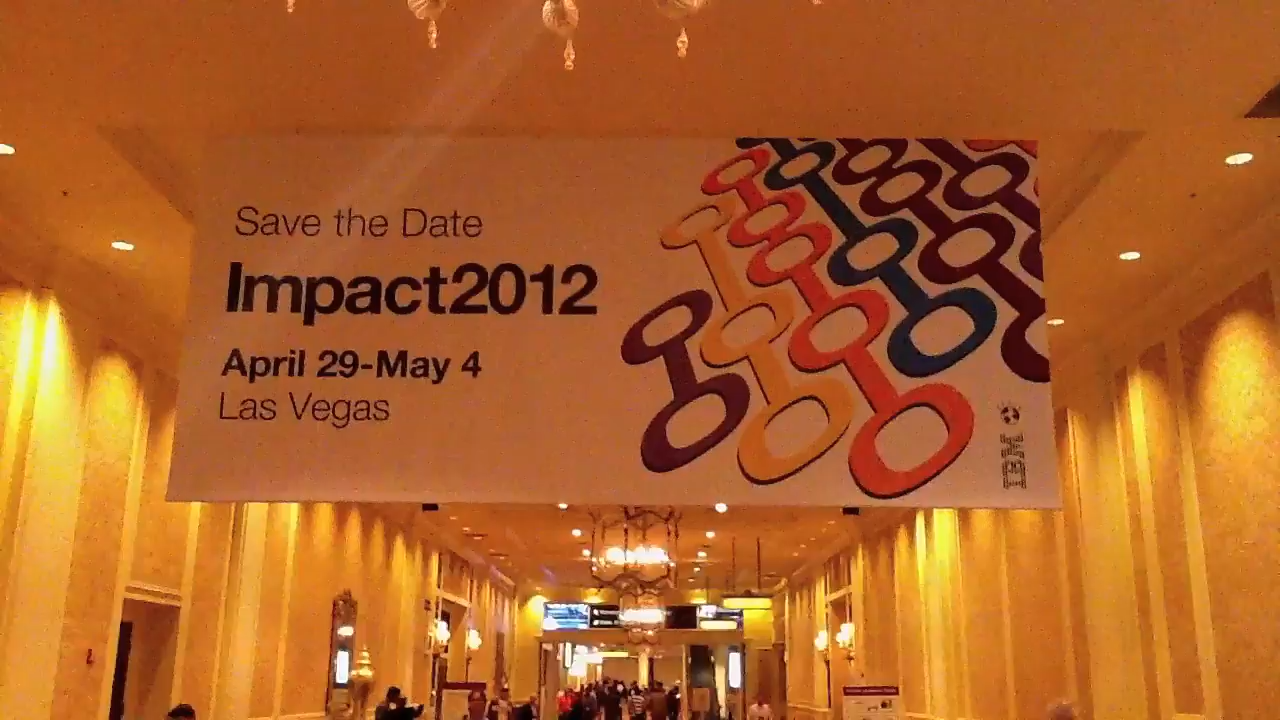 Save the Date
Impact2012
April 29-May 4
Las Vegas
IBM